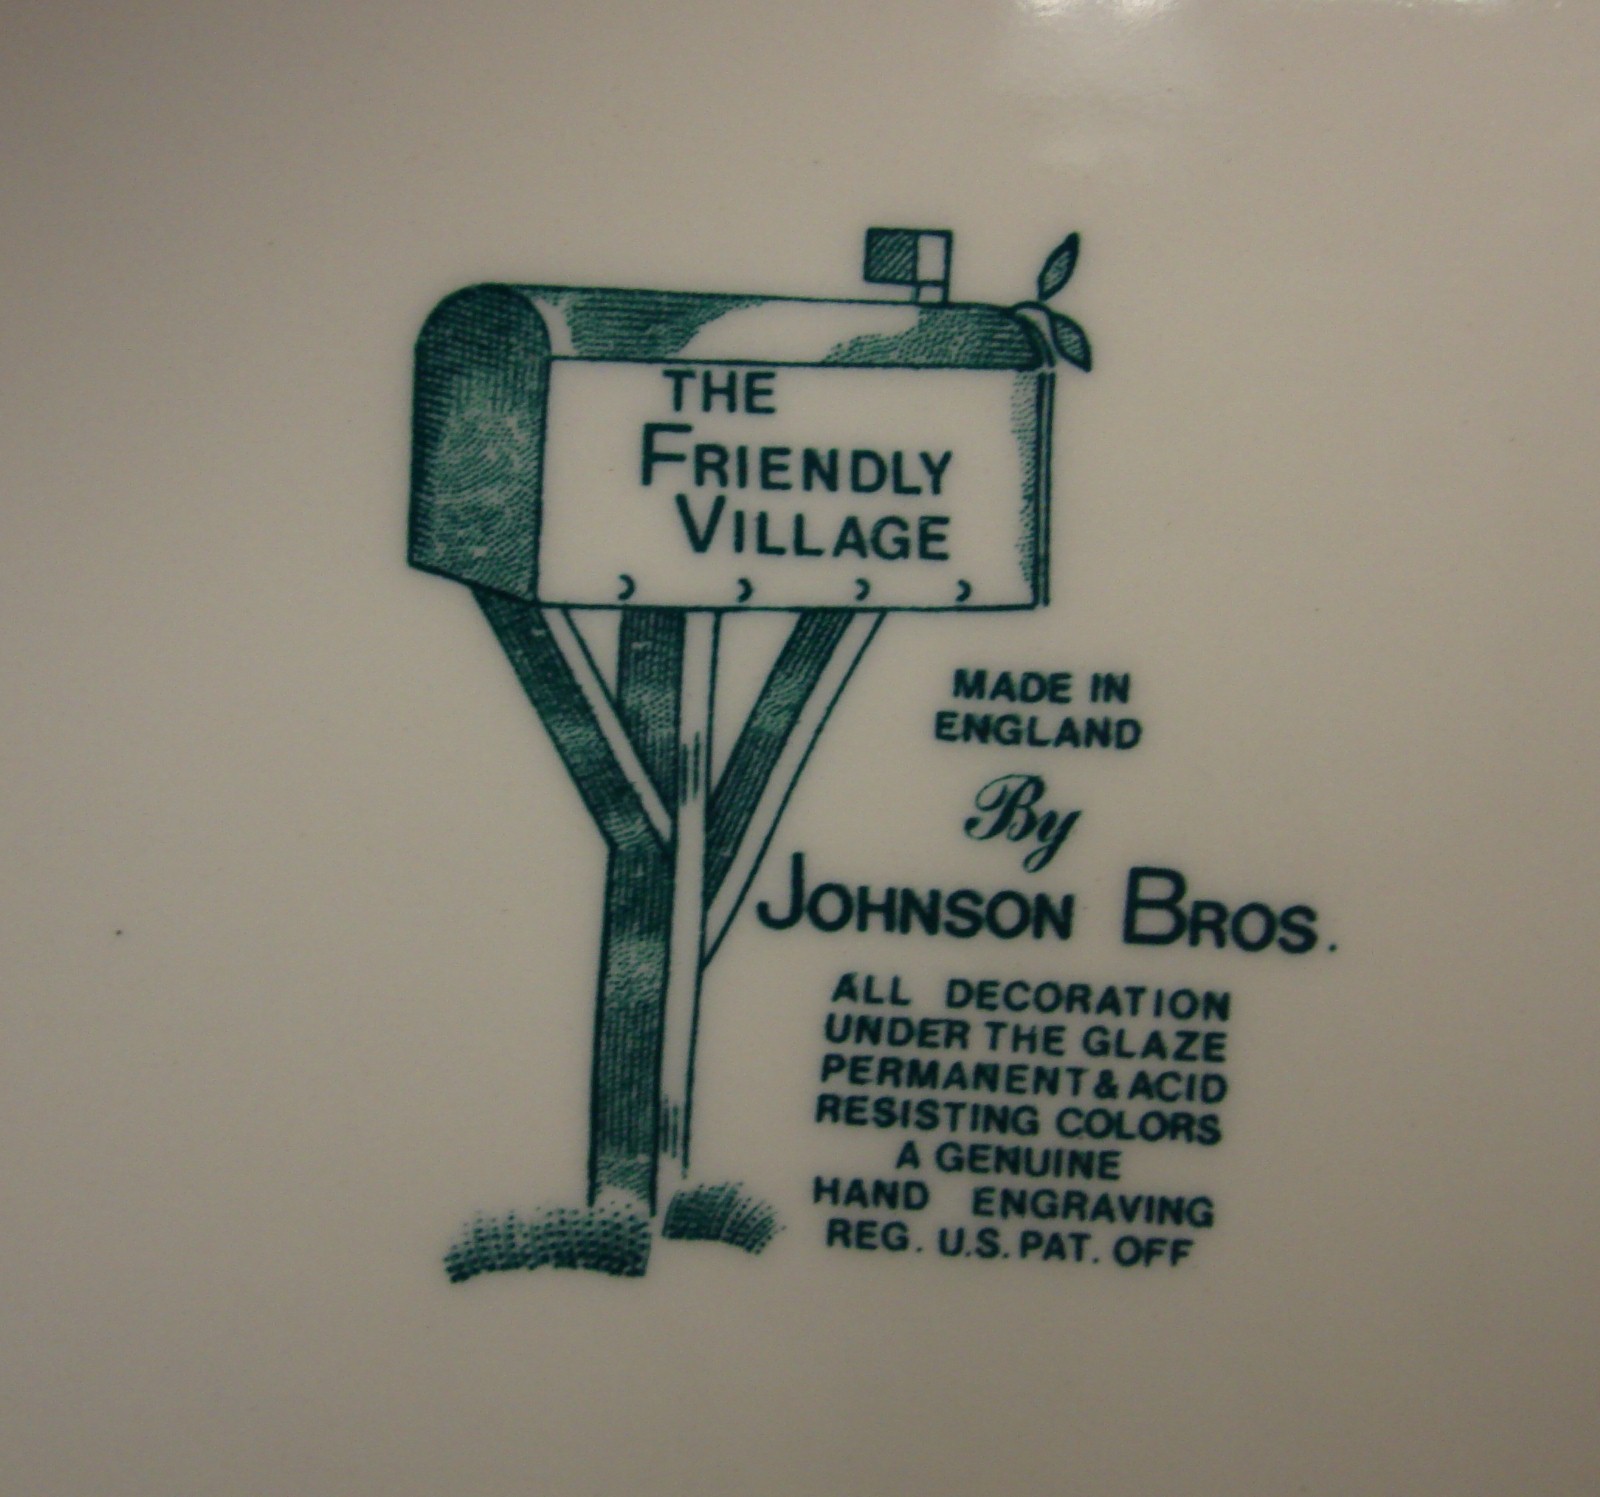 THE
FRIENDLY
VILLAGE
MADE IN
ENGLAND
By
JOHNSON BROS.
ALL DECORATION
UNDER THE GLAZE
PERMANENT & ACID
RESISTING COLORS
A GENUINE
HAND ENGRAVING
REG. U.S. PAT. OFF